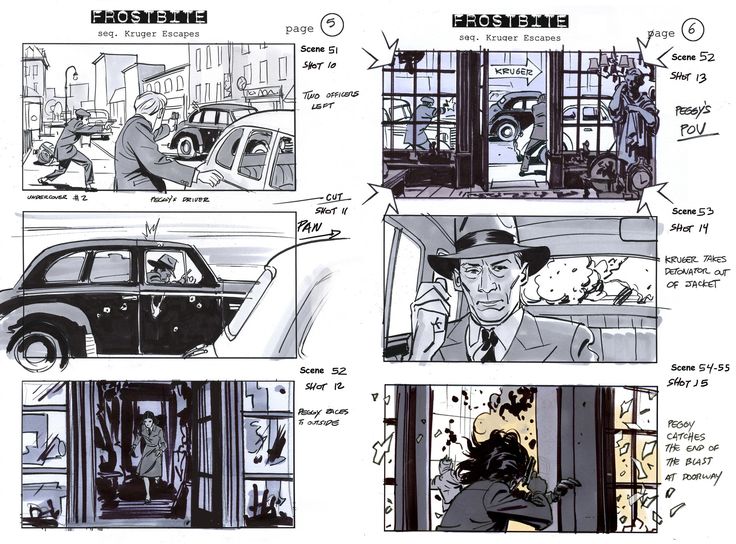 FROSTBITE
seq. Kruger Escapes
page 5
Scene 51
SHOT 10
TWO OFFICERS
LEFT
UNDERCOVER #2
PEGGY'S DRIVER
CUT
SHOT 11
PAN
Scene 52
SHOT 12
PEGGY RACES
TO OUTSIDE
FROSTBITE
seq. Kruger Escapes
page 6
Scene 52
SHOT 13
KRUGER
PEGGY'S
POV
Scene 53
SHOT 14
KRUGER TAKES
DETONATOR OUT
OF JACKET
Scene 54-55
SHOT 15
PEGGY
CATCHES
THE END OF
THE BLAST
AT DOORWAY